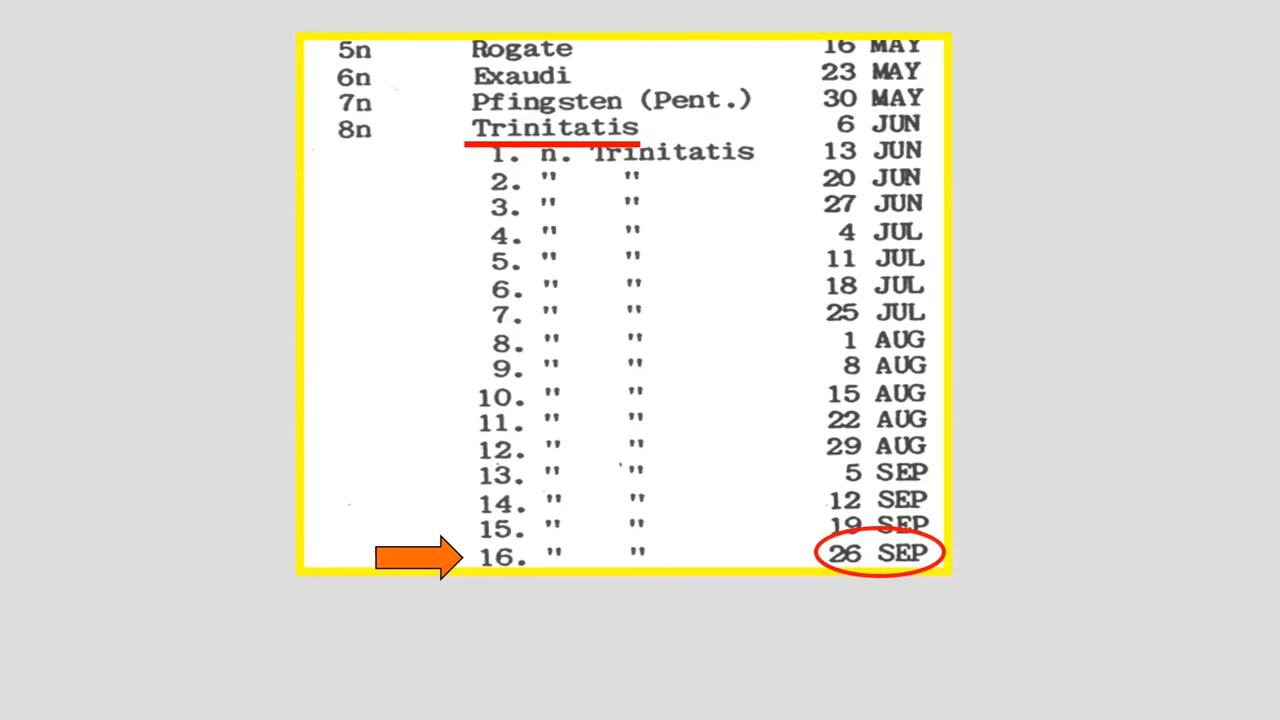 5n Rogate 16 MAY
6n Exaudi 23 MAY
7n Pfingsten (Pent.) 30 MAY
8n Trinitatis 6 JUN
1. n. Trinitatis 13 JUN
2. " " 20 JUN
3. " " 27 JUN
4. " " 4 JUL
5. " " 11 JUL
6. " " 18 JUL
7. " " 25 JUL
8. " " 1 AUG
9. " " 8 AUG
10. " " 15 AUG
11. " " 22 AUG
12. " " 29 AUG
13. " " 5 SEP
14. " " 12 SEP
15. " " 19 SEP
16. " " 26 SEP